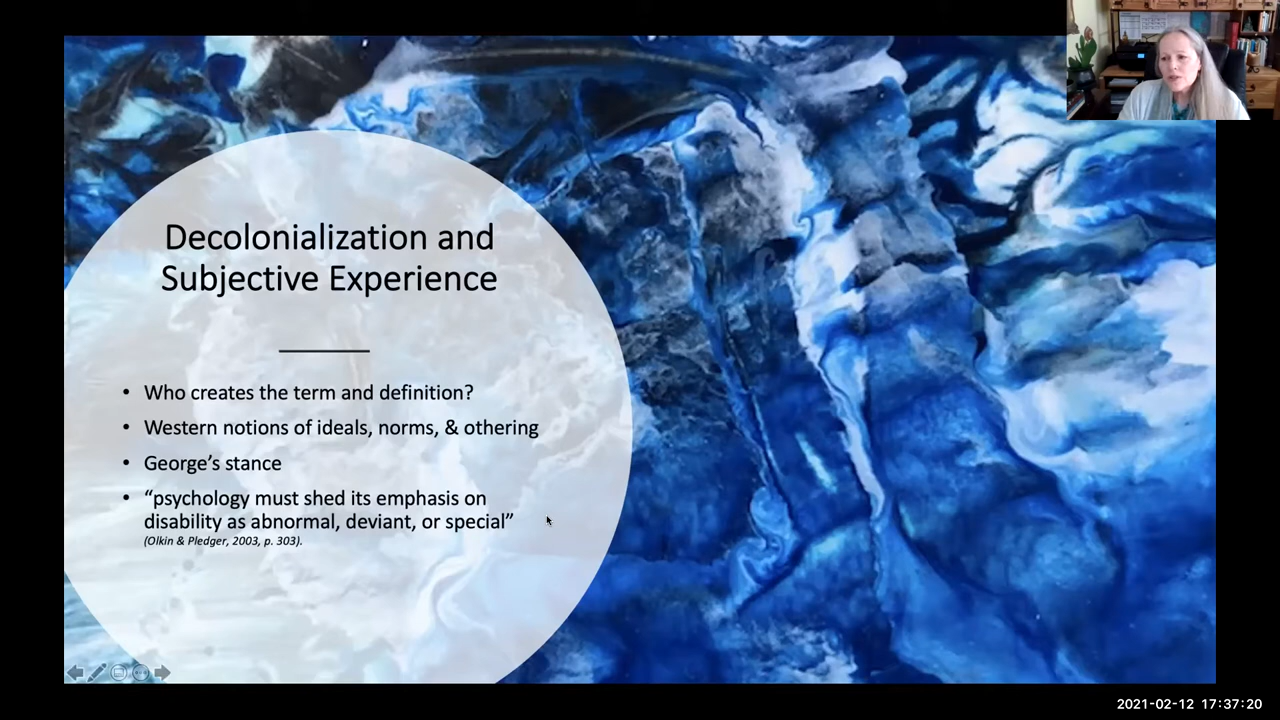 Decolonialization and
Subjective Experience
• Who creates the term and definition?
• Western notions of ideals, norms, & othering
• George’s stance
• “psychology must shed its emphasis on
disability as abnormal, deviant, or special”
(Olkin & Pledger, 2003, p. 303).
2021-02-12 17:37:20